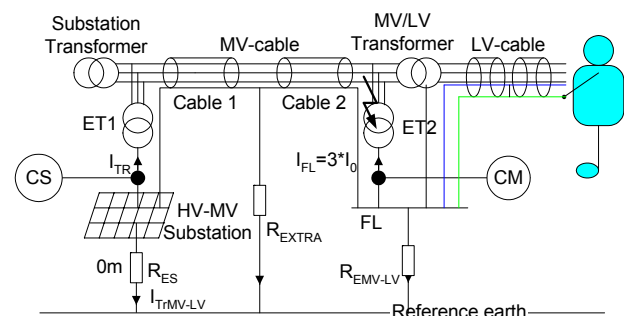 Substation
Transformer
MV-cable
MV/LV
Transformer
LV-cable
Cable 1
Cable 2
ET1
ET2
I_TR
I_FL=3*I_0
CS
CM
HV-MV
Substation
FL
R_EXTRA
0m
R_ES
R_EMV-LV
I_TrMV-LV
Reference earth